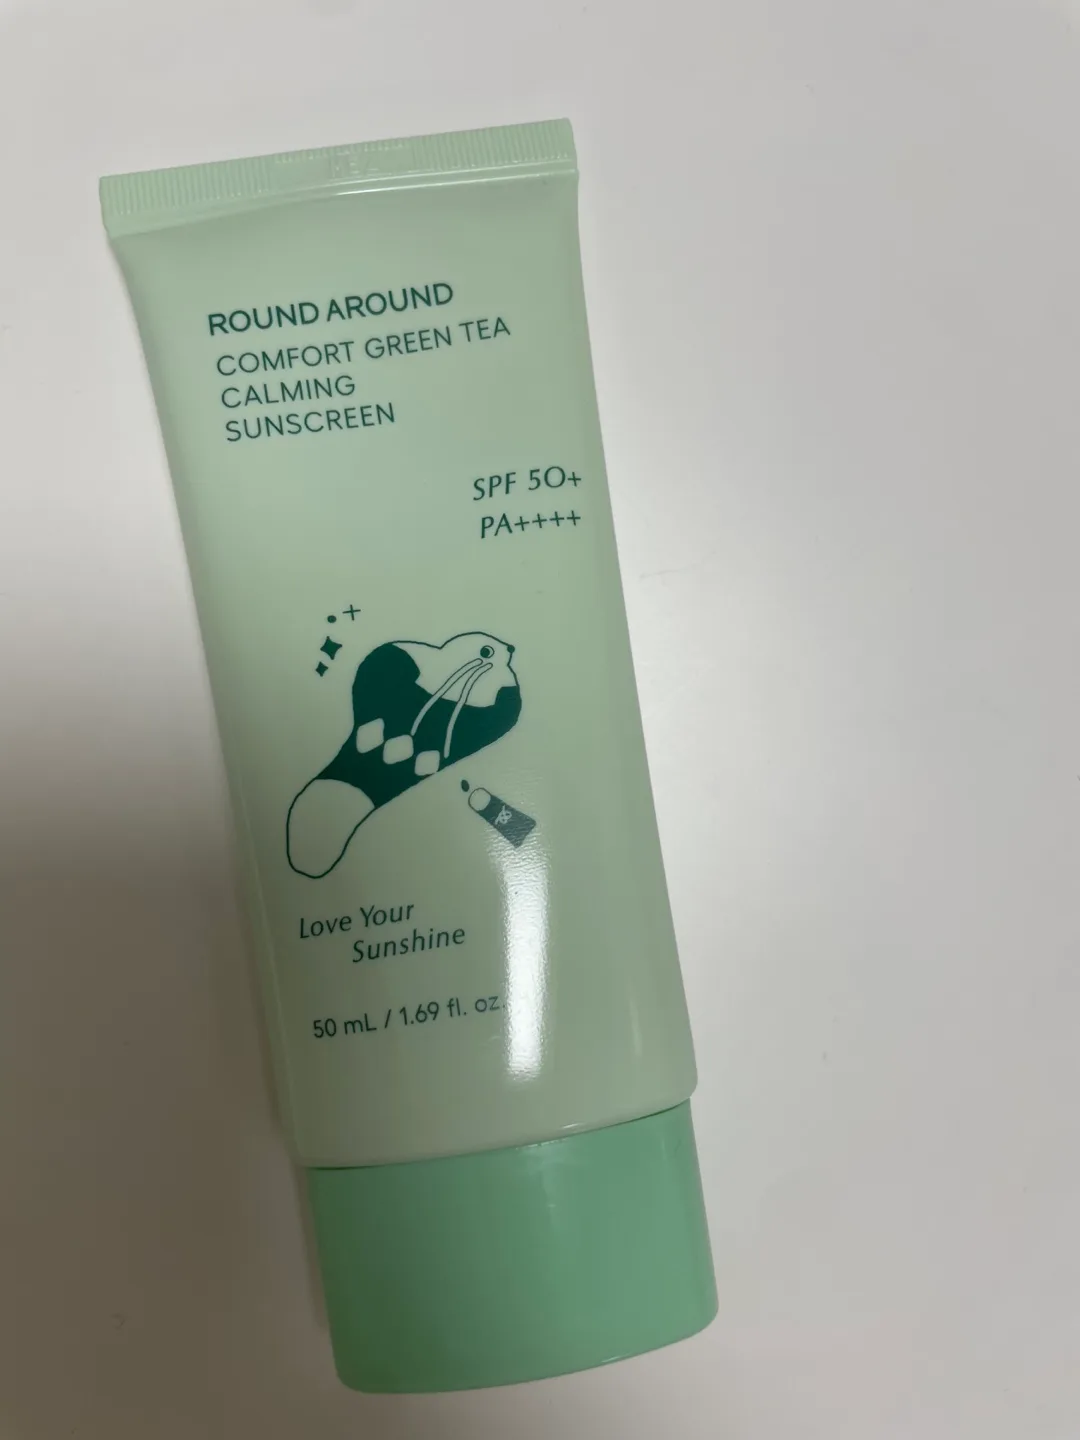 ROUND AROUND
COMFORT GREEN TEA
CALMING
SUNSCREEN
SPF 50+
PA++++
Love Your
Sunshine
50 mL / 1.69 fl. oz.